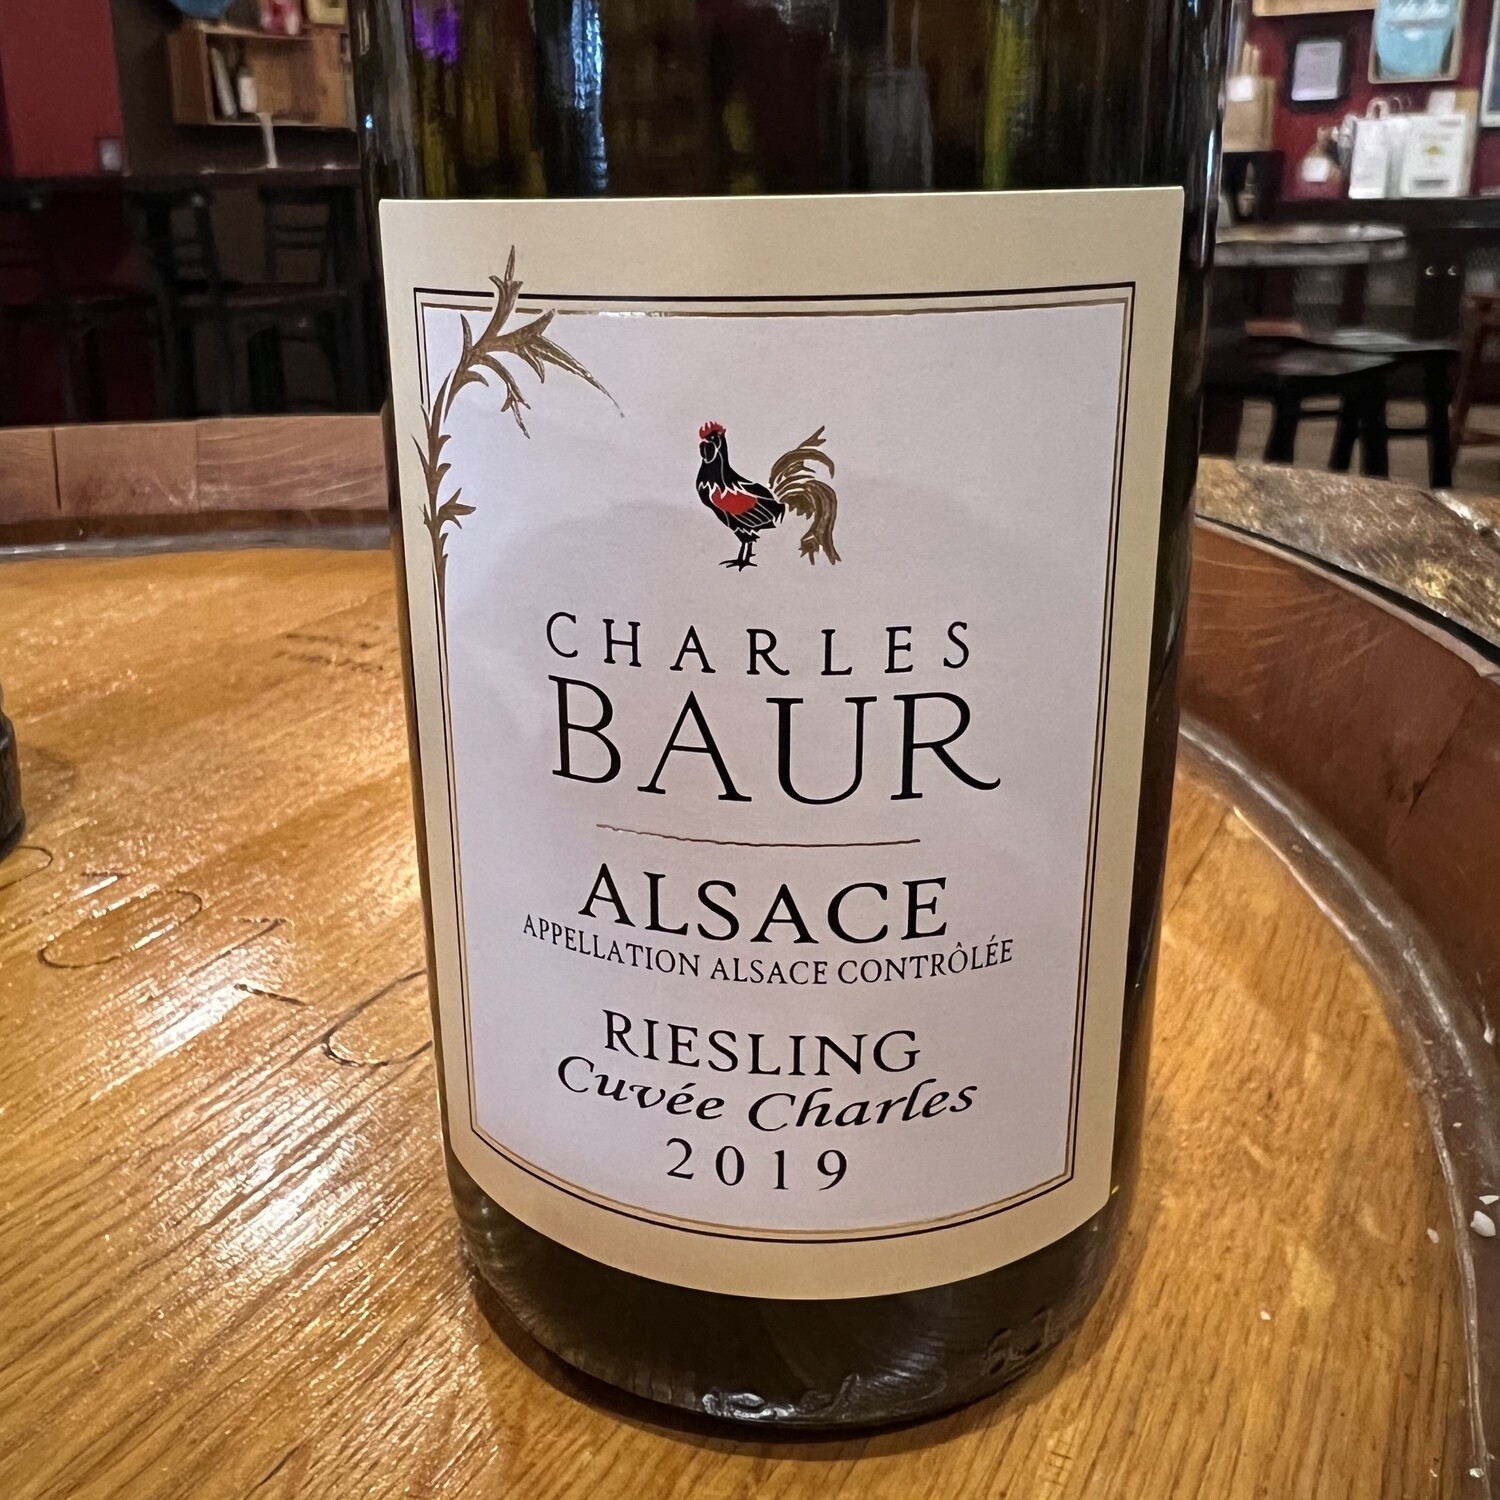 CHARLES
BAUR
ALSACE
APPELLATION ALSACE CONTRÔLÉE
RIESLING
Cuvée Charles
2019